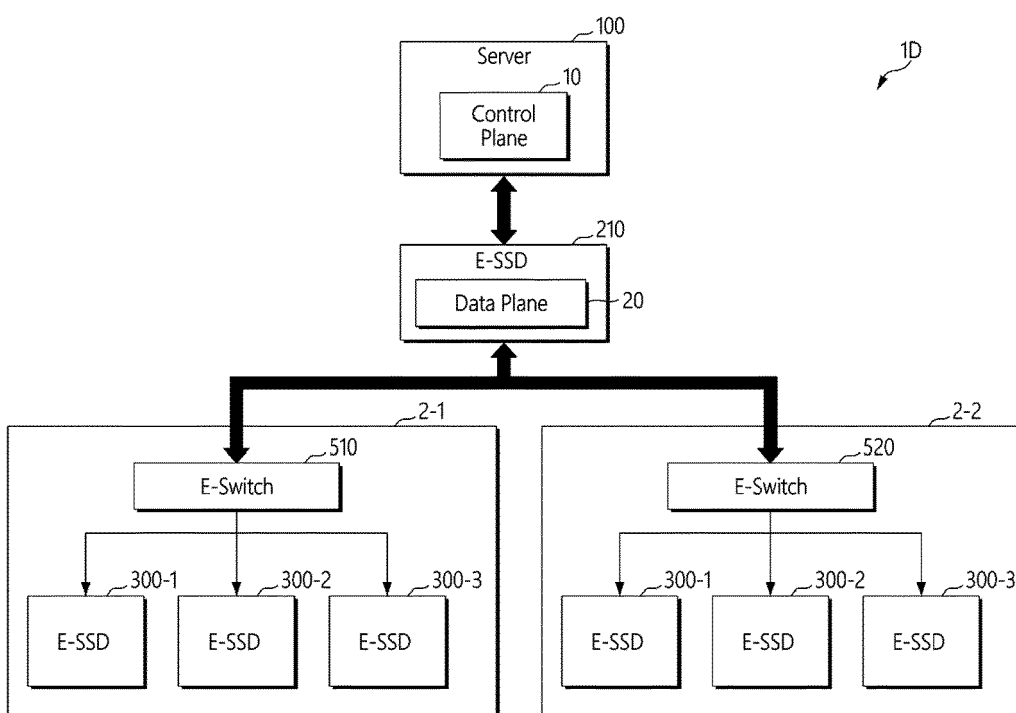 100
1D
Server
10
Control
Plane
210
E-SSD
Data Plane
20
2-1
2-2
510
520
E-Switch
E-Switch
300-1
300-2
300-3
300-1
300-2
300-3
E-SSD
E-SSD
E-SSD
E-SSD
E-SSD
E-SSD